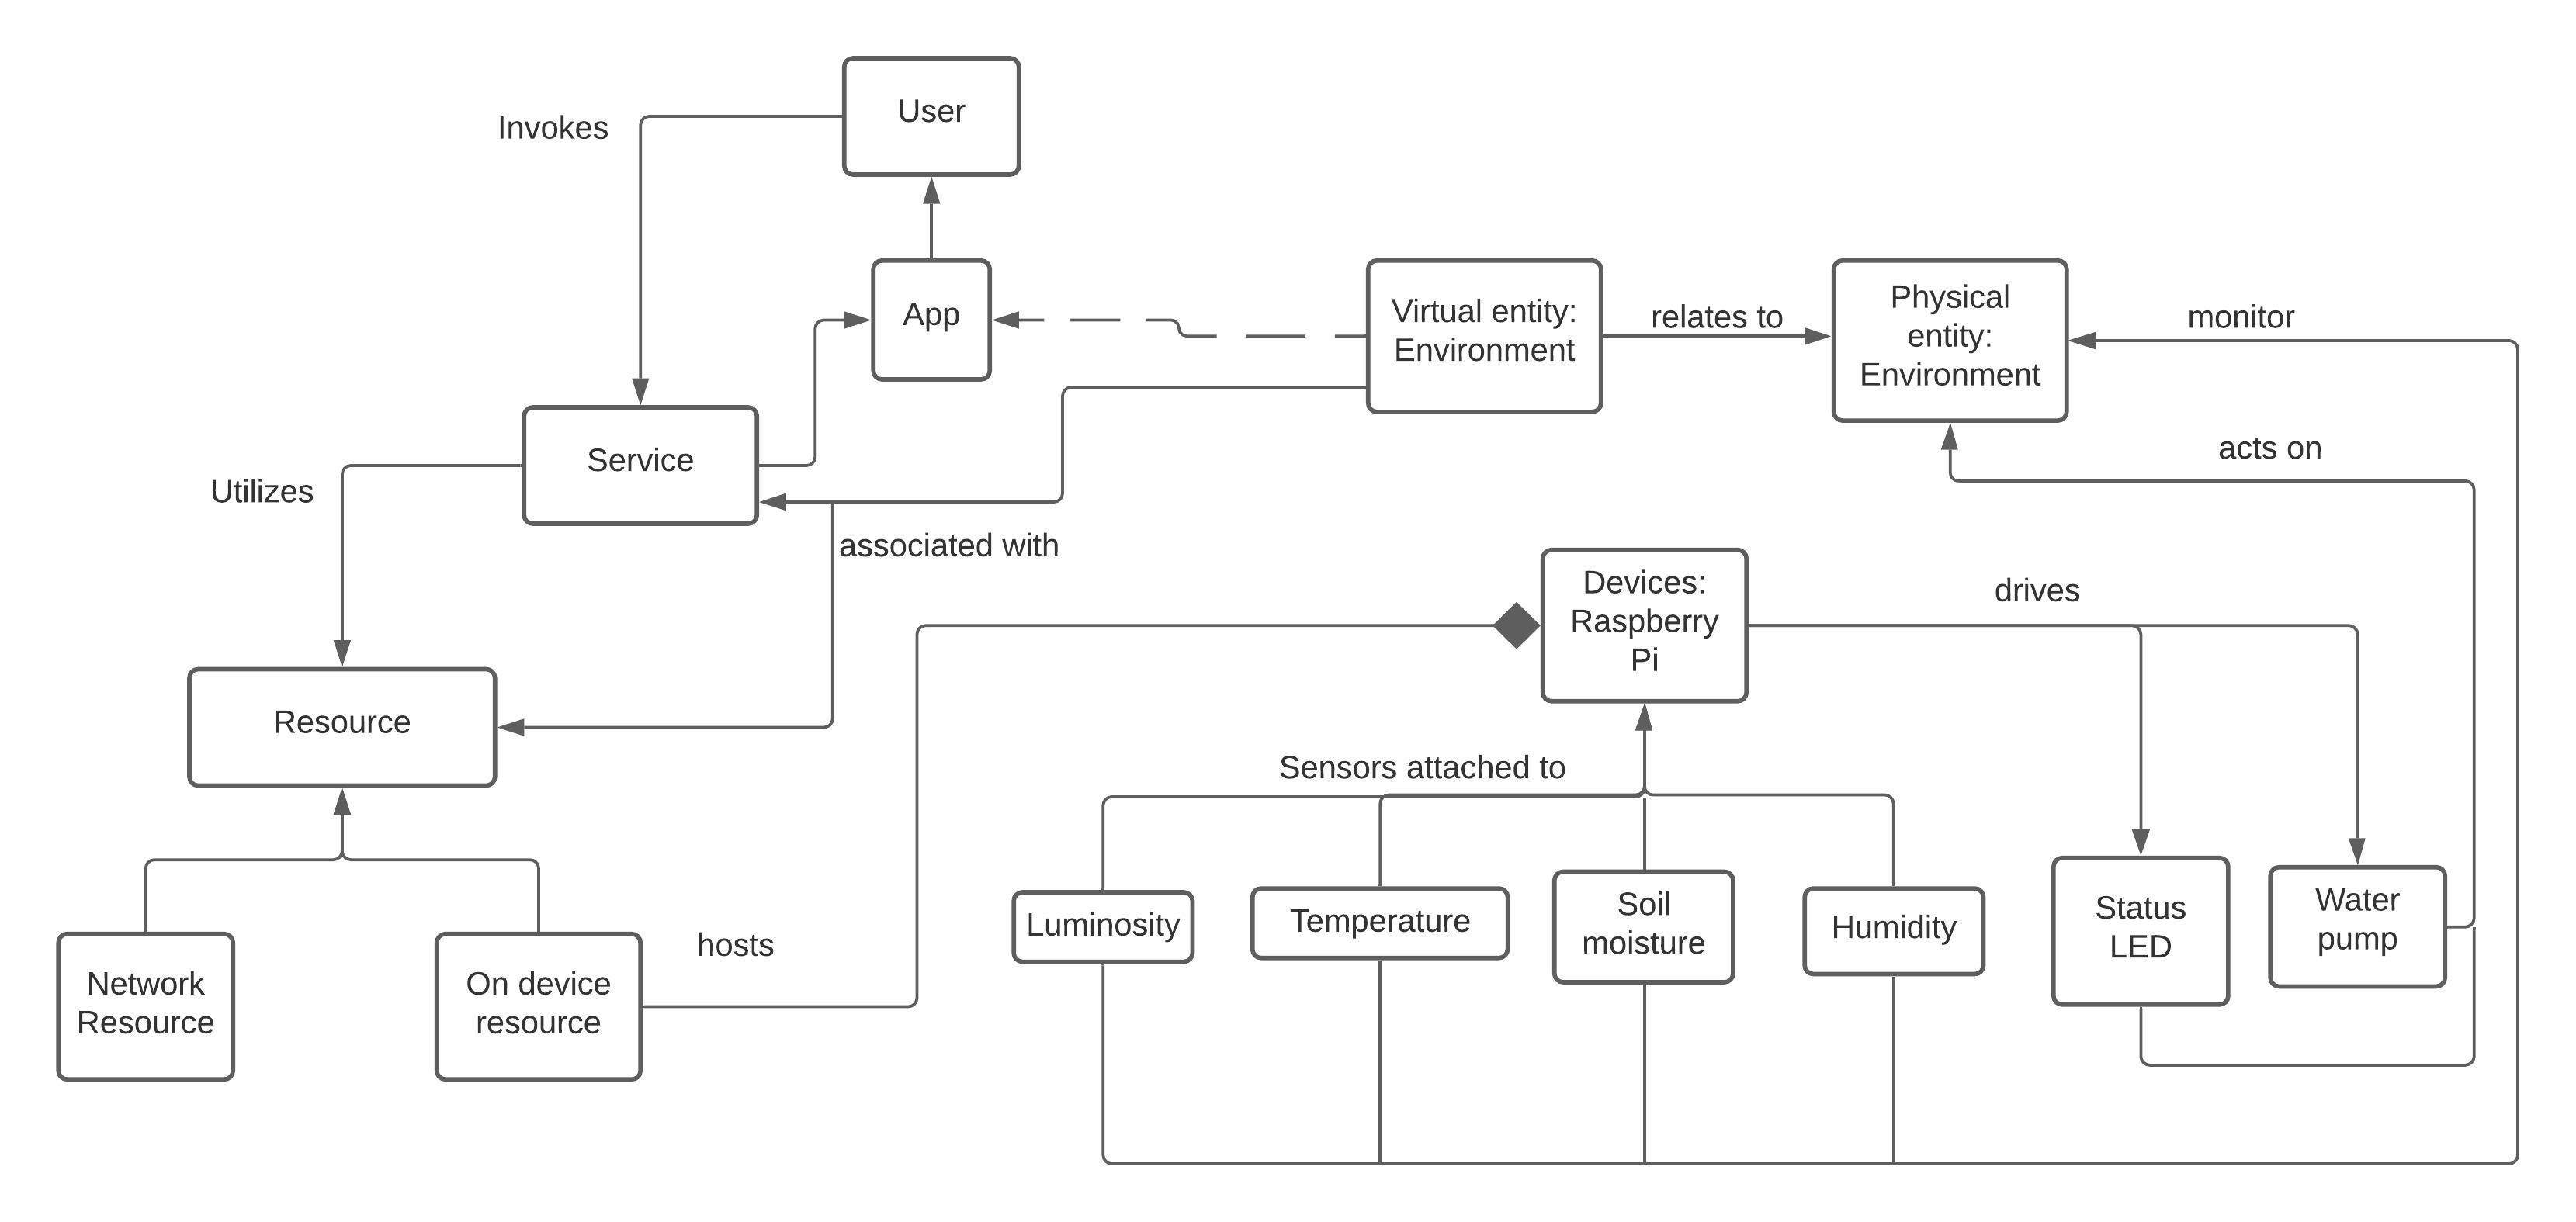 User
Invokes
App
Virtual entity:
Environment
relates to
Physical
entity:
Environment
monitor
Service
Utilizes
acts on
associated with
Devices:
Raspberry
Pi
drives
Resource
Sensors attached to
Luminosity
Temperature
Soil
moisture
Humidity
Status
LED
Water
pump
hosts
Network
Resource
On device
resource